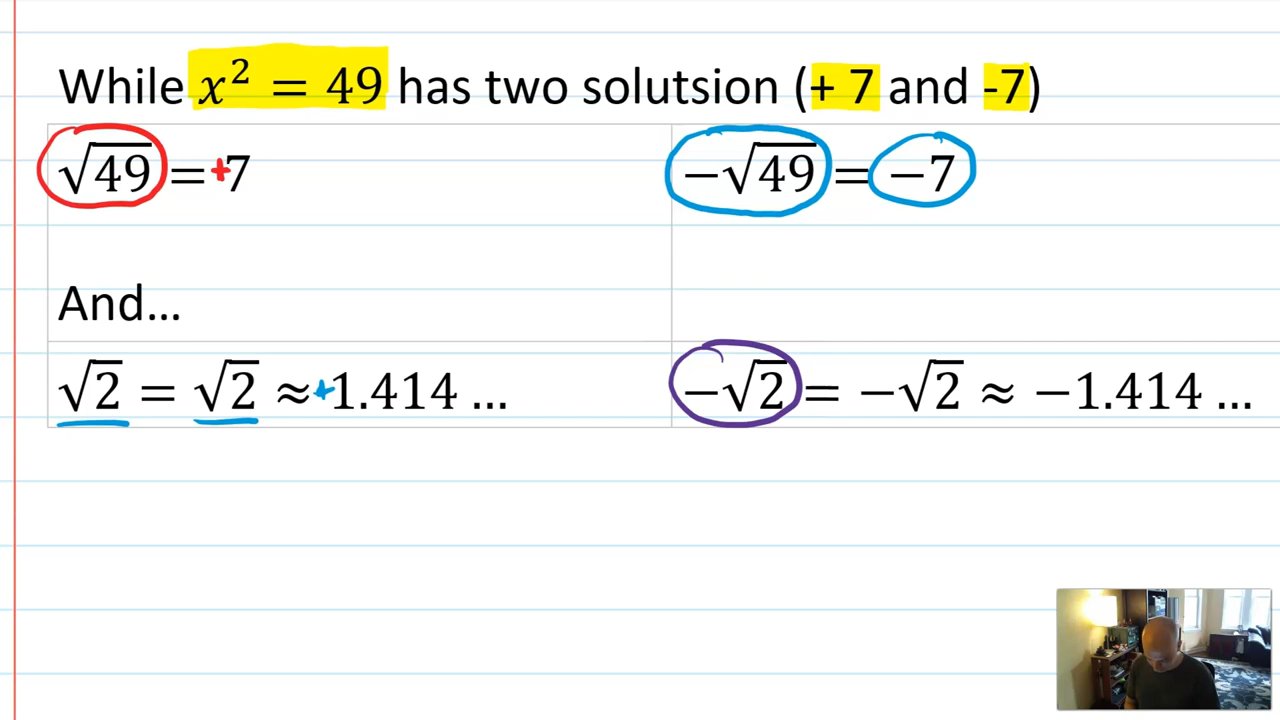 While x² = 49 has two solutsion (+ 7 and -7)
√49 = +7
−√49 = −7
And...
√2 = √2 ≈ +1.414 ...
−√2 = −√2 ≈ −1.414 ...